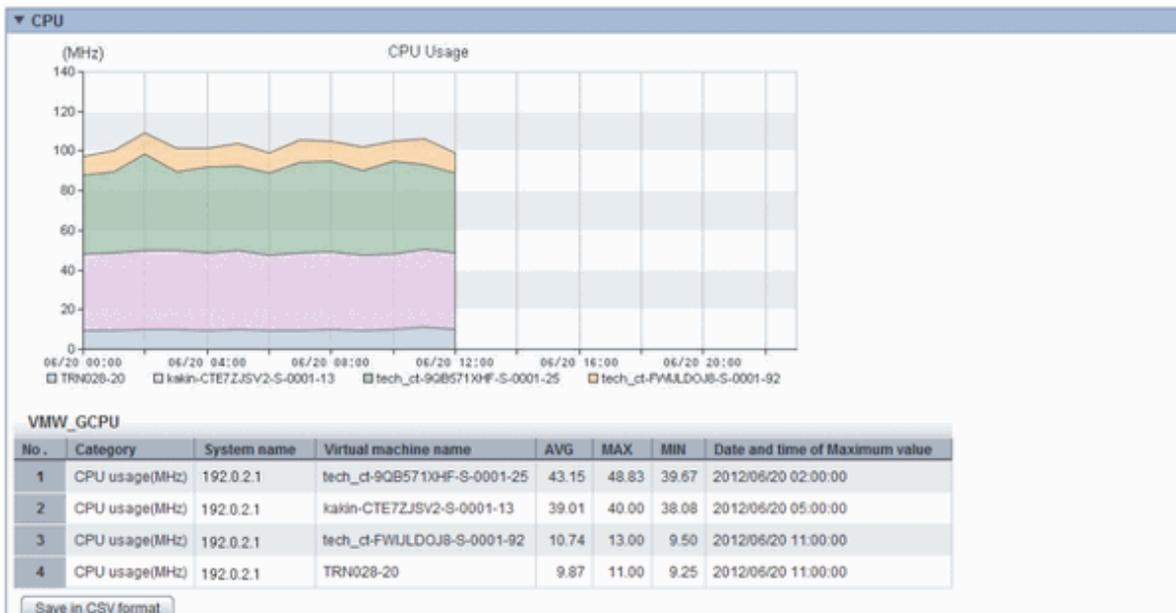 ▼ CPU
(MHz)
CPU Usage
140
120
100
80
60
40
20
0
06/20 00:00 06/20 04:00 06/20 08:00 06/20 12:00 06/20 16:00 06/20 20:00
TRN028-20 kakin-CTE7ZJSV2-S-0001-13 tech_ct-9QB571XHF-S-0001-25 tech_ct-FWIJLDOJ8-S-0001-92
VMW_GCPU
No. Category System name Virtual machine name AVG MAX MIN Date and time of Maximum value
1 CPU usage(MHz) 192.0.2.1 tech_ct-9QB571XHF-S-0001-25 43.15 48.83 39.67 2012/06/20 02:00:00
2 CPU usage(MHz) 192.0.2.1 kakin-CTE7ZJSV2-S-0001-13 39.01 40.00 38.08 2012/06/20 05:00:00
3 CPU usage(MHz) 192.0.2.1 tech_ct-FWIJLDOJ8-S-0001-92 10.74 13.00 9.50 2012/06/20 11:00:00
4 CPU usage(MHz) 192.0.2.1 TRN028-20 9.87 11.00 9.25 2012/06/20 11:00:00
Save in CSV format